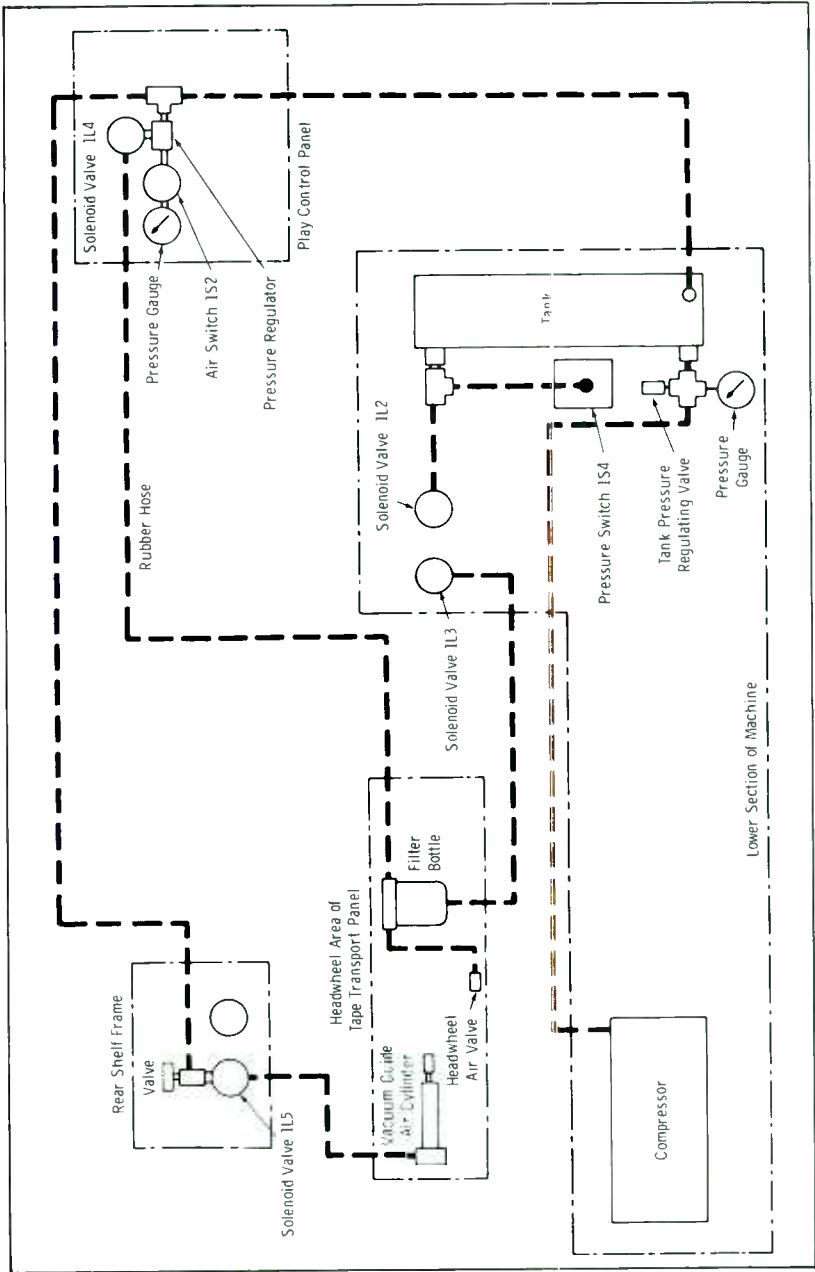 Rear Shelf Frame
Valve
Solenoid Valve 1L5
Rubber Hose
Solenoid Valve 1L4
Pressure Gauge
Air Switch 1S2
Pressure Regulator
Play Control Panel
Headwheel Area of
Tape Transport Panel
Vacuum Guide
Air Cylinder
Headwheel
Air Valve
Filter
Bottle
Solenoid Valve 1L3
Solenoid Valve 1L2
Tank
Pressure Switch 1S4
Tank Pressure
Regulating Valve
Pressure
Gauge
Compressor
Lower Section of Machine